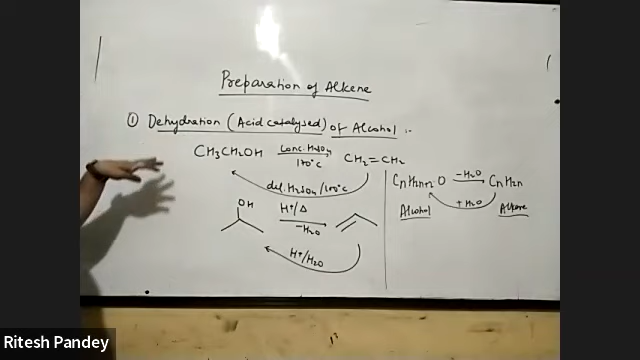 Preparation of Alkene
① Dehydration (Acid catalysed) of Alcohol :-
CH3CH2OH conc. H2SO4 170°C CH2=CH2
dil. H2SO4/100°C
OH
H+/Δ
-H2O
H+/H2O
CnH2n+2O -H2O CnH2n
+H2O
Alcohol Alkene
Ritesh Pandey